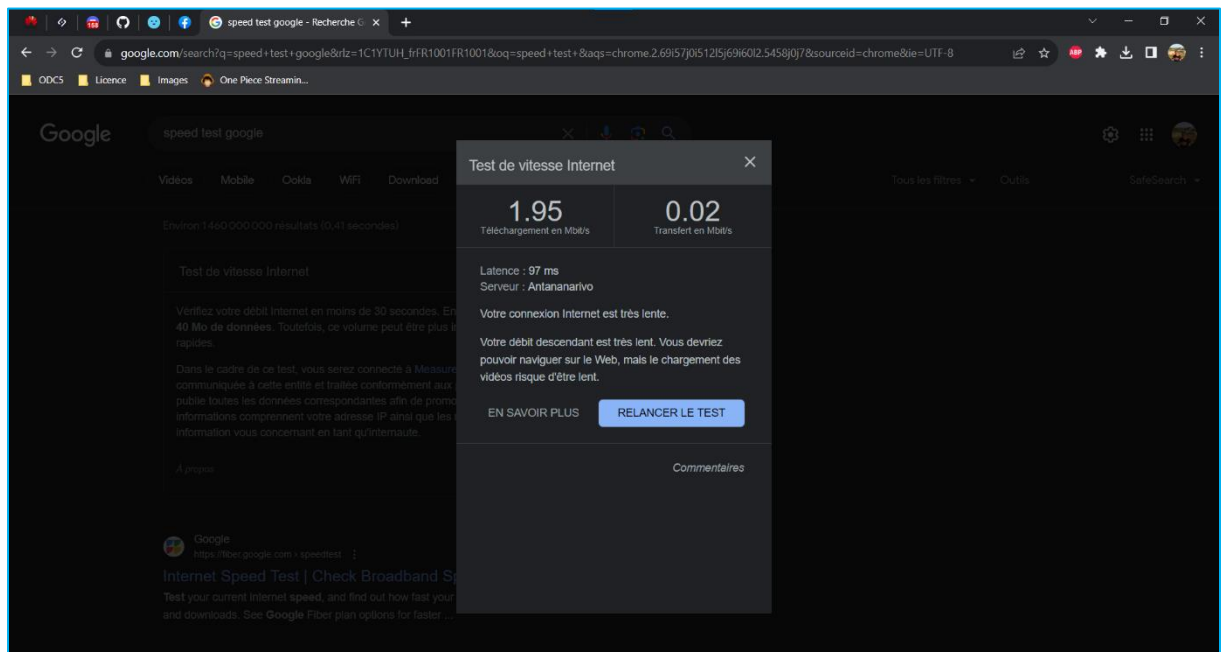 speed test google - Recherche G
google.com/search?q=speed+test+google&rlz=1C1YTUH_frFR1001FR1001&oq=speed+test+&aqs=chrome.2.69i57j0i512l5j69i60l2.5458j0j7&sourceid=chrome&ie=UTF-8
ODC5 Licence Images One Piece Streamin...
Google speed test google
Vidéos Mobile Ookla WiFi Download Tous les filtres Outils SafeSearch
Environ 1 460 000 000 résultats (0,41 secondes)
Test de vitesse Internet
Vérifiez votre débit Internet en moins de 30 secondes. En
40 Mo de données. Toutefois, ce volume peut être plus
rapides.
Dans le cadre de ce test, vous serez connecté à Measure
communiquée à cette entité et traitée conformément aux
publie toutes les données correspondantes afin de promo
informations comprennent votre adresse IP ainsi que les
information vous concernant en tant qu'internaute.
À propos
Google
https://fiber.google.com › speedtest
Internet Speed Test | Check Broadband Sp
Test your current internet speed, and find out how fast your
and downloads. See Google Fiber plan options for faster ...
Test de vitesse Internet
1.95 0.02
Téléchargement en Mbit/s Transfert en Mbit/s
Latence : 97 ms
Serveur : Antananarivo
Votre connexion Internet est très lente.
Votre débit descendant est très lent. Vous devriez
pouvoir naviguer sur le Web, mais le chargement des
vidéos risque d'être lent.
EN SAVOIR PLUS RELANCER LE TEST
Commentaires